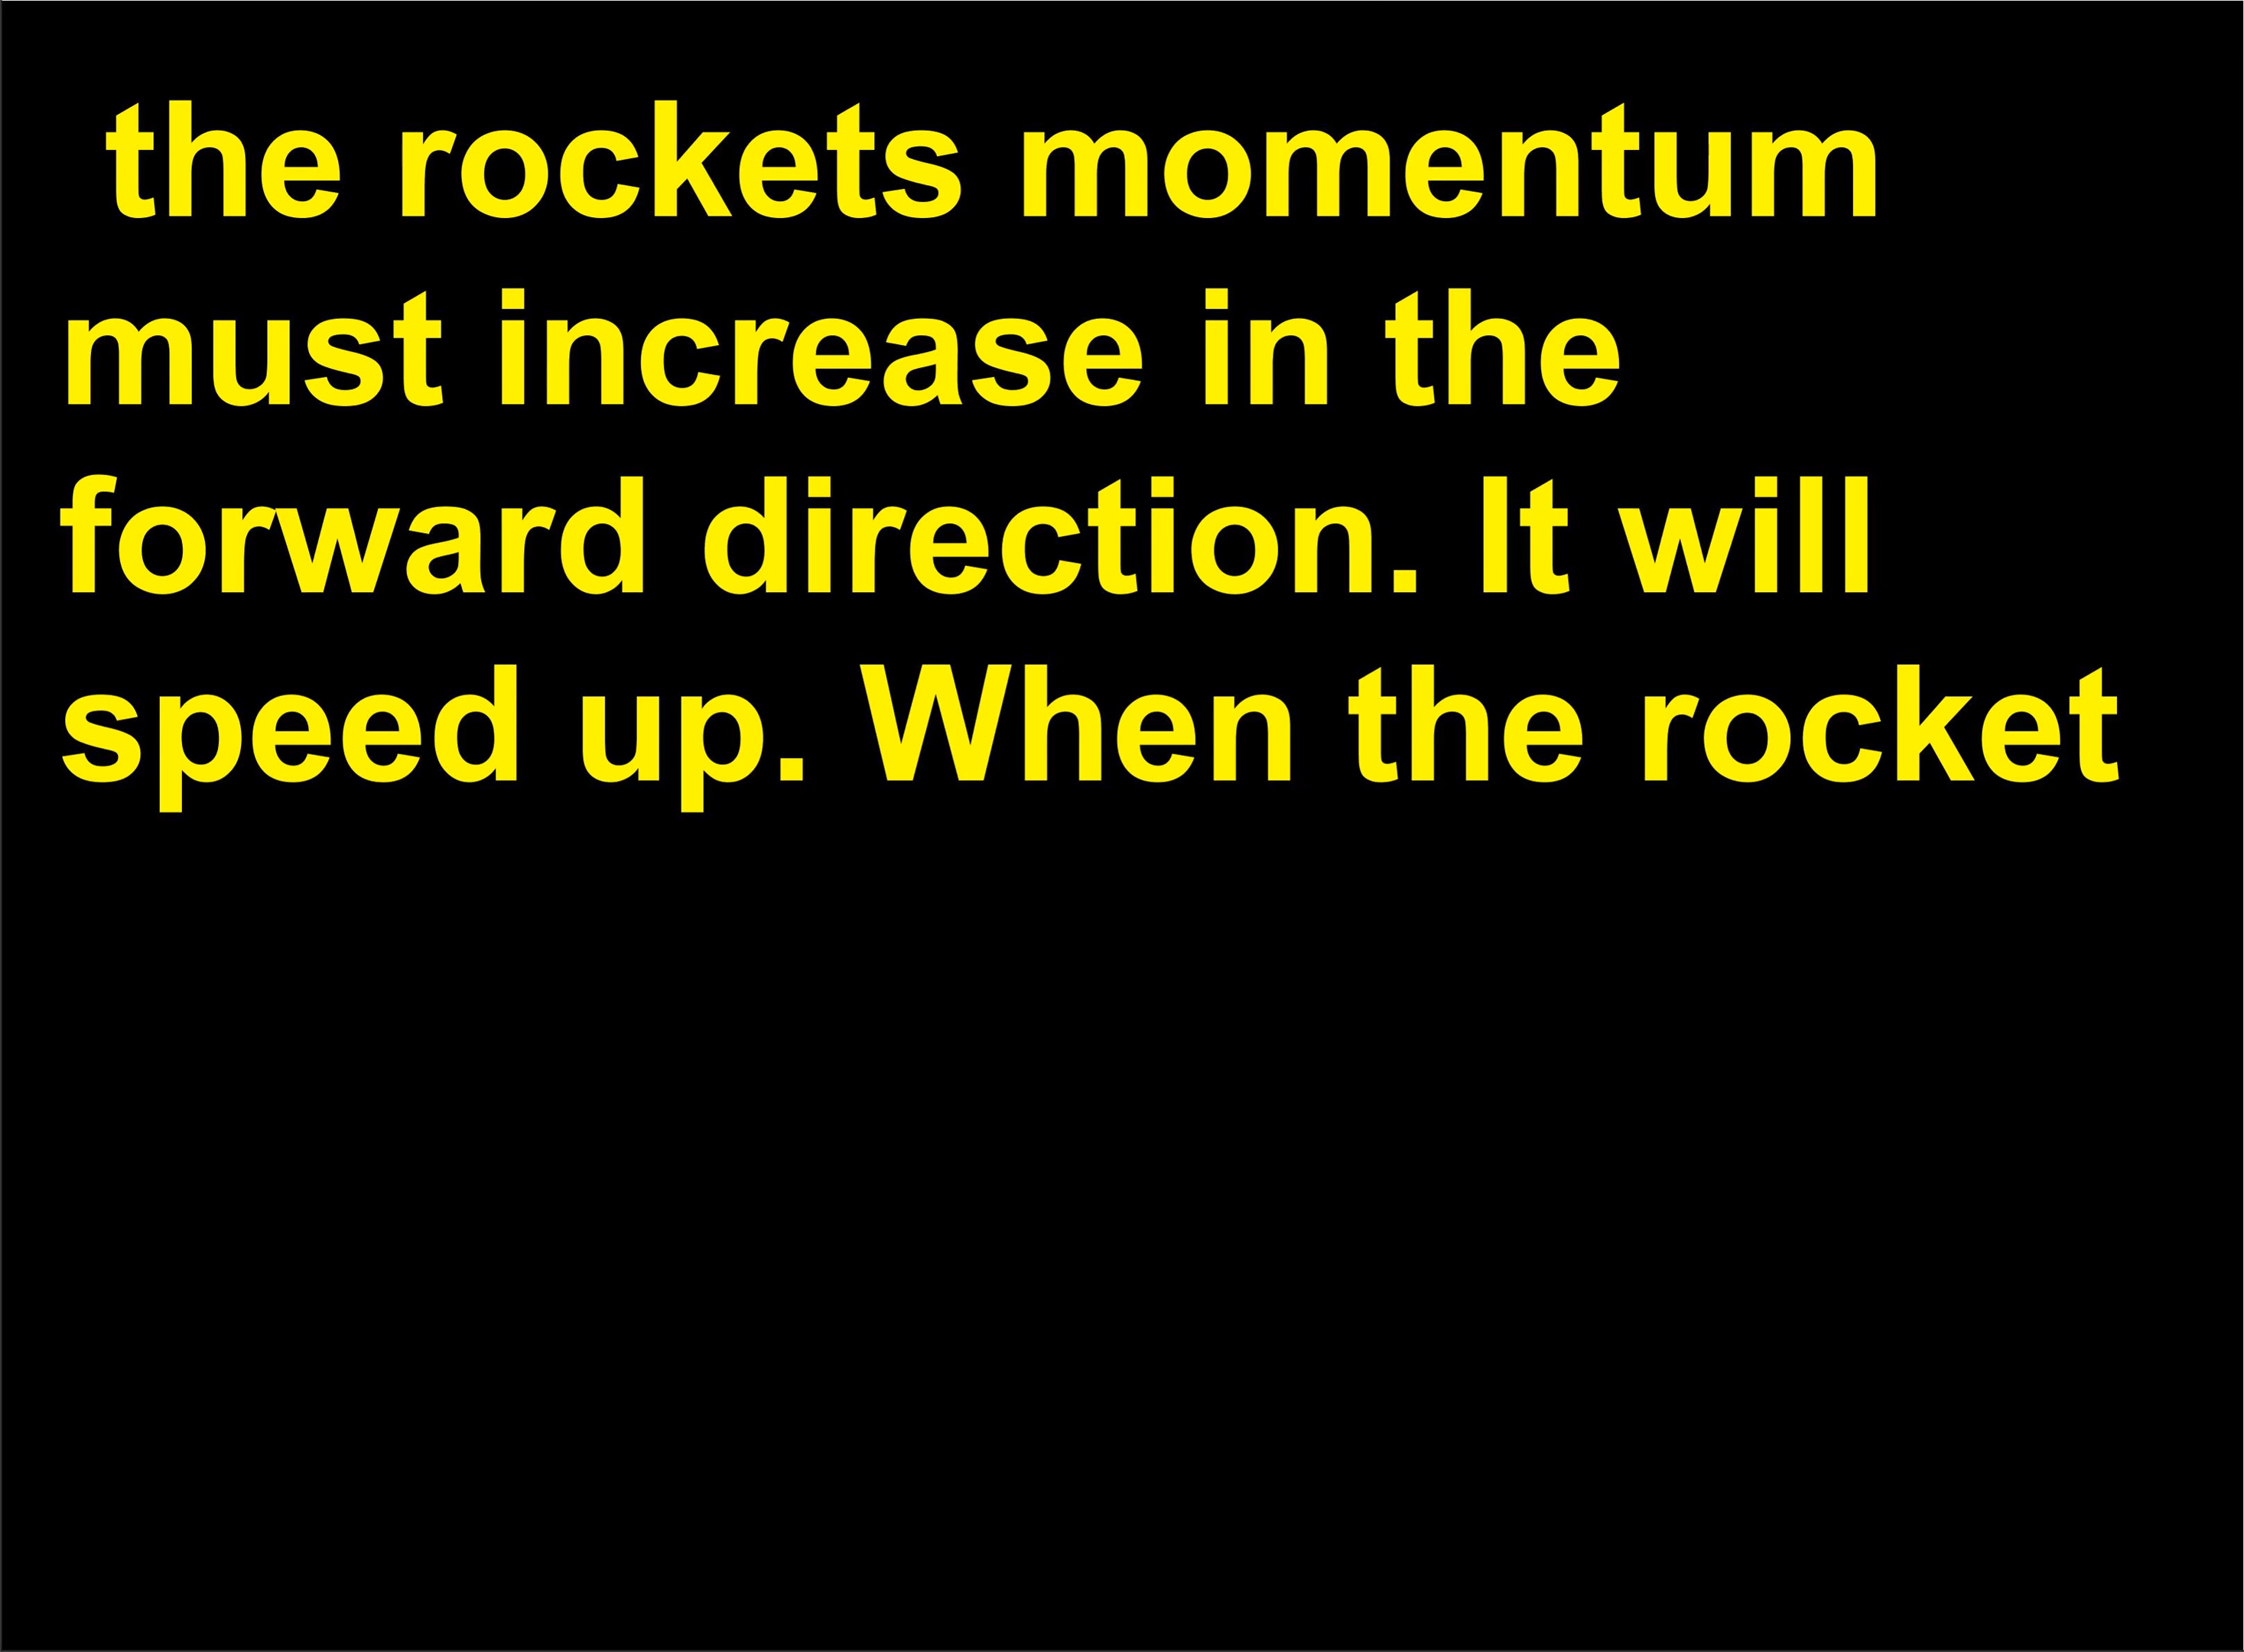 the rockets momentum
must increase in the
forward direction. It will
speed up. When the rocket